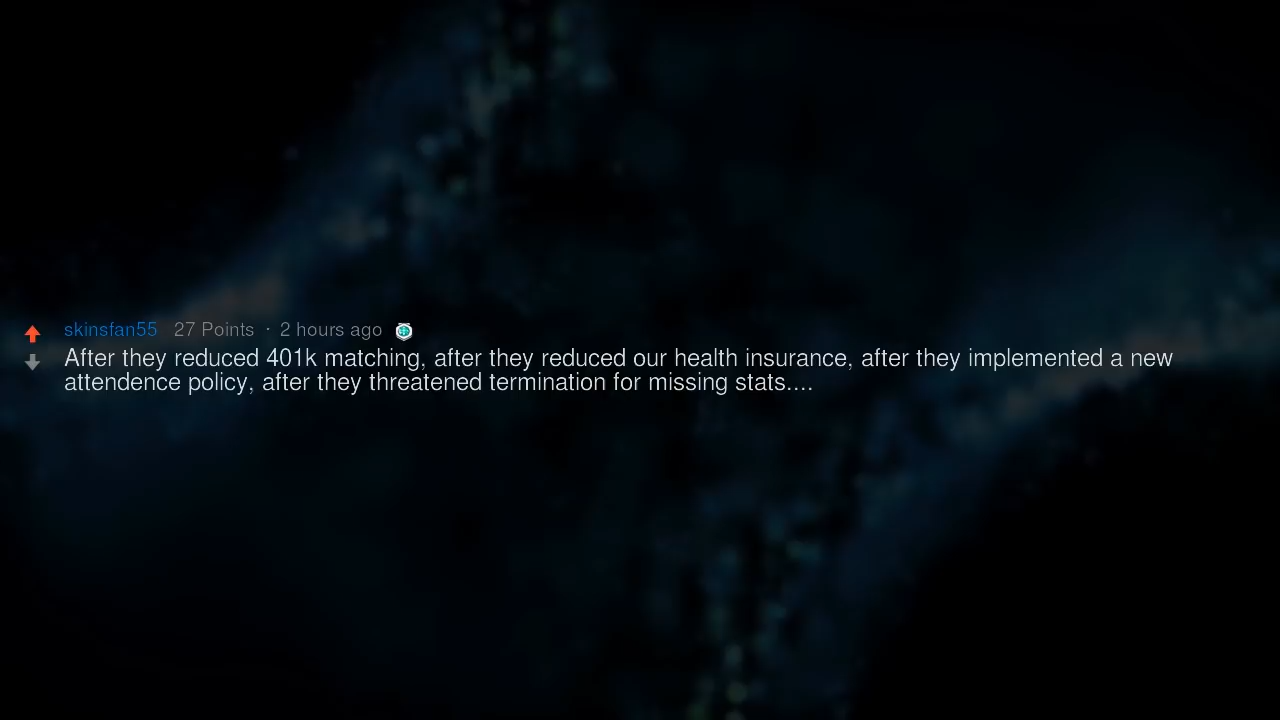 skinsfan55 27 Points · 2 hours ago
After they reduced 401k matching, after they reduced our health insurance, after they implemented a new
attendence policy, after they threatened termination for missing stats....